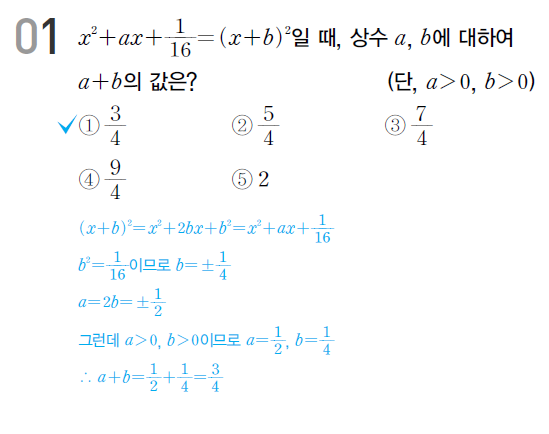 01 x²+ax+1/16=(x+b)²일 때, 상수 a, b에 대하여
a+b의 값은? (단, a>0, b>0)
① 3/4 ② 5/4 ③ 7/4
④ 9/4 ⑤ 2
(x+b)²=x²+2bx+b²=x²+ax+1/16
b²=1/16이므로 b=±1/4
a=2b=±1/2
그런데 a>0, b>0이므로 a=1/2, b=1/4
∴ a+b=1/2+1/4=3/4